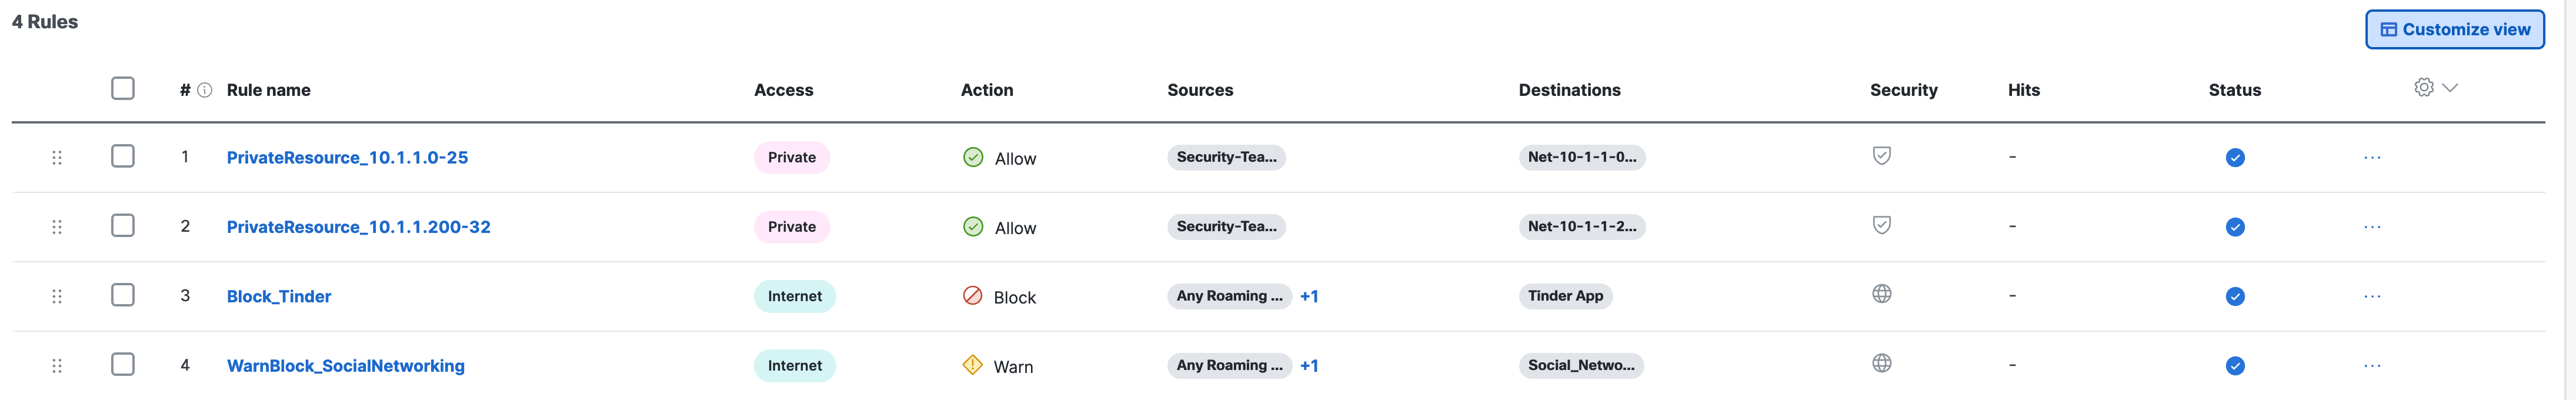 4 Rules
Customize view
# Rule name Access Action Sources Destinations Security Hits Status
1 PrivateResource_10.1.1.0-25 Private Allow Security-Tea... Net-10-1-1-0... - ...
2 PrivateResource_10.1.1.200-32 Private Allow Security-Tea... Net-10-1-1-2... - ...
3 Block_Tinder Internet Block Any Roaming ... +1 Tinder App - ...
4 WarnBlock_SocialNetworking Internet Warn Any Roaming ... +1 Social_Netwo... - ...